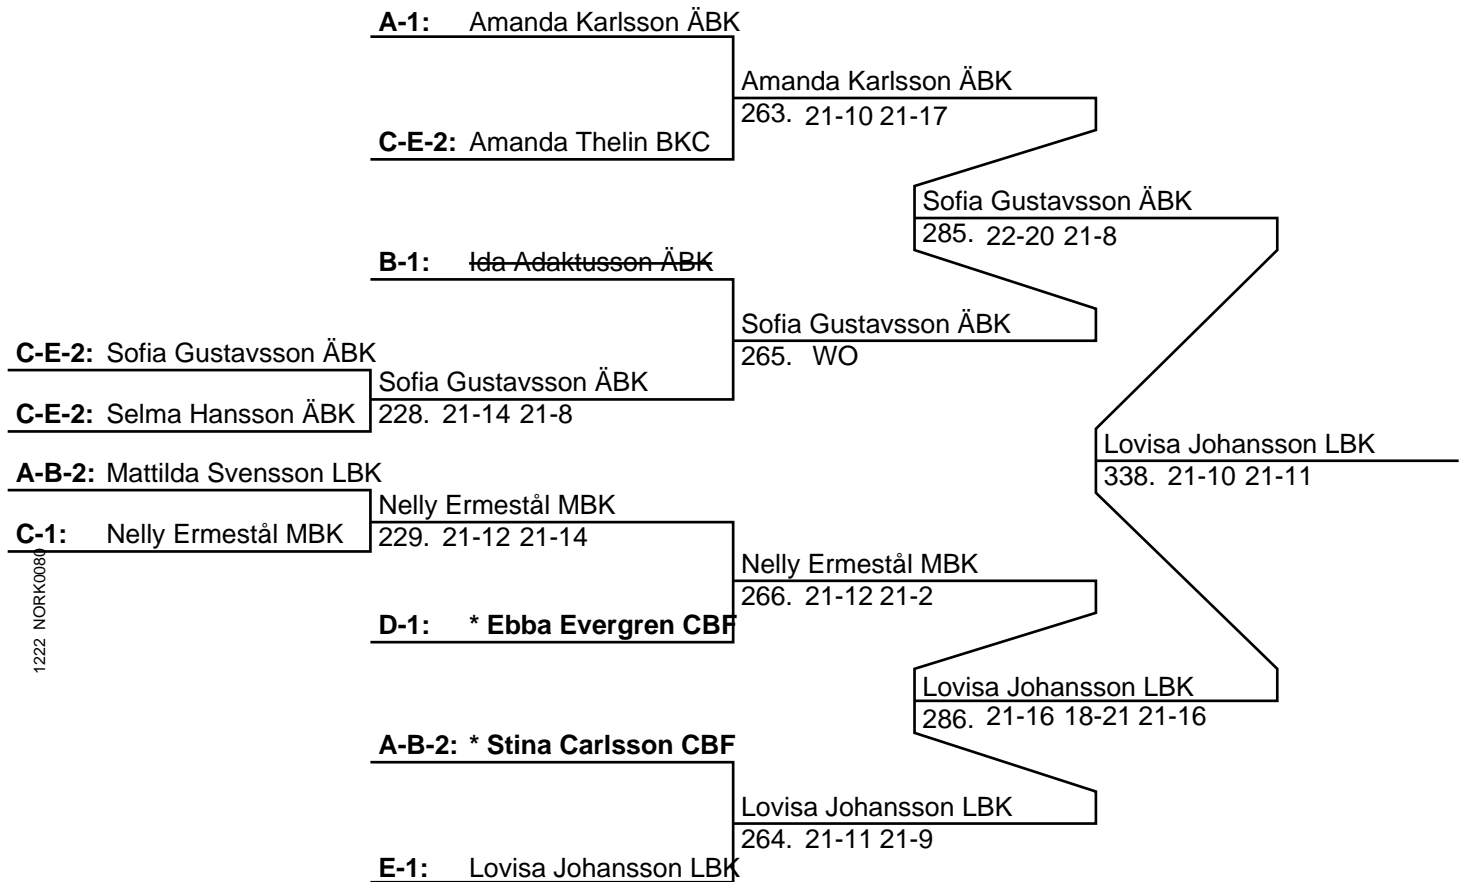 A-1: Amanda Karlsson ÄBK
Amanda Karlsson ÄBK
263. 21-10 21-17
C-E-2: Amanda Thelin BKC
Sofia Gustavsson ÄBK
285. 22-20 21-8
B-1: Ida Adaktusson ÄBK
Sofia Gustavsson ÄBK
265. WO
C-E-2: Sofia Gustavsson ÄBK
Sofia Gustavsson ÄBK
228. 21-14 21-8
C-E-2: Selma Hansson ÄBK
Lovisa Johansson LBK
338. 21-10 21-11
A-B-2: Mattilda Svensson LBK
Nelly Ermestål MBK
229. 21-12 21-14
C-1: Nelly Ermestål MBK
Nelly Ermestål MBK
266. 21-12 21-2
D-1: * Ebba Evergren CBF
1222 NORK0080
Lovisa Johansson LBK
286. 21-16 18-21 21-16
A-B-2: * Stina Carlsson CBF
Lovisa Johansson LBK
264. 21-11 21-9
E-1: Lovisa Johansson LBK